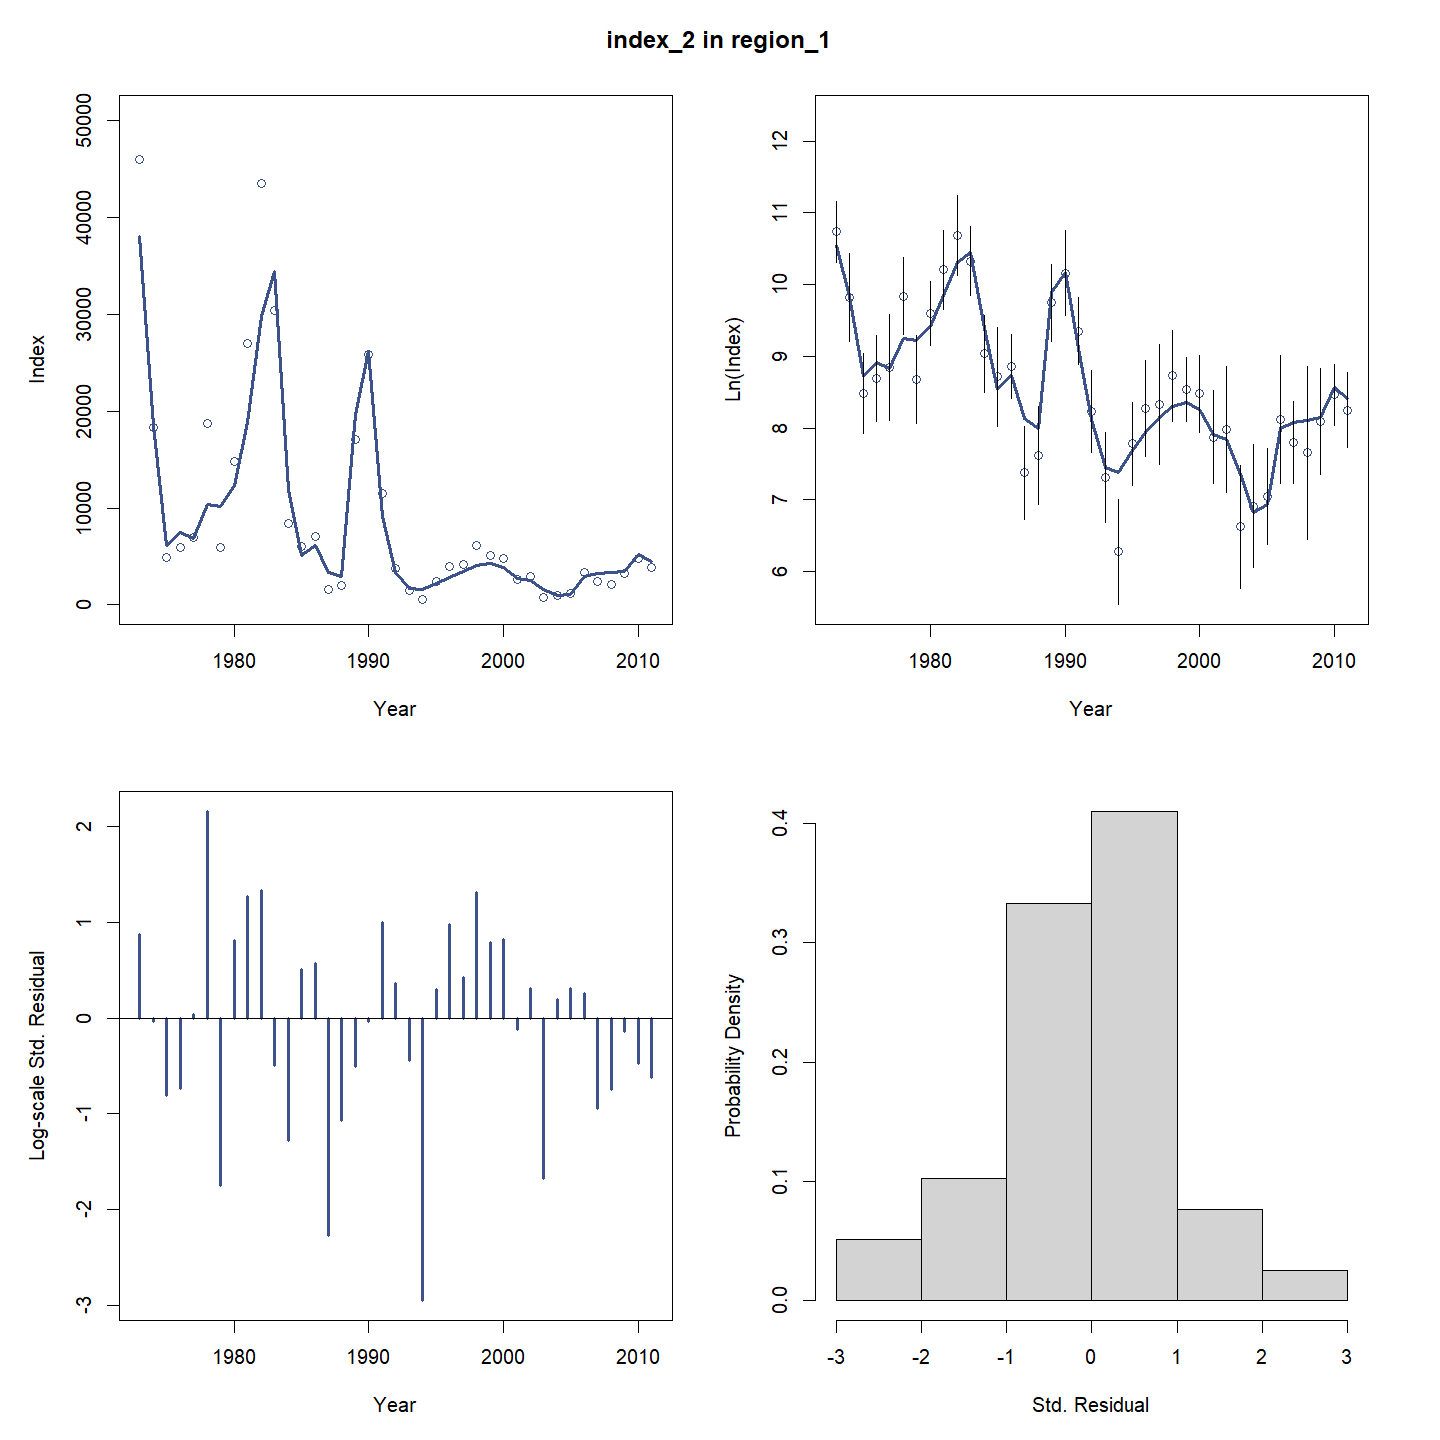 index_2 in region_1
Index
50000
40000
30000
20000
10000
0
1980 1990 2000 2010
Year
Ln(Index)
12
11
10
9
8
7
6
1980 1990 2000 2010
Year
Log-scale Std. Residual
2
1
0
-1
-2
-3
1980 1990 2000 2010
Year
Probability Density
0.4
0.3
0.2
0.1
0.0
-3 -2 -1 0 1 2 3
Std. Residual